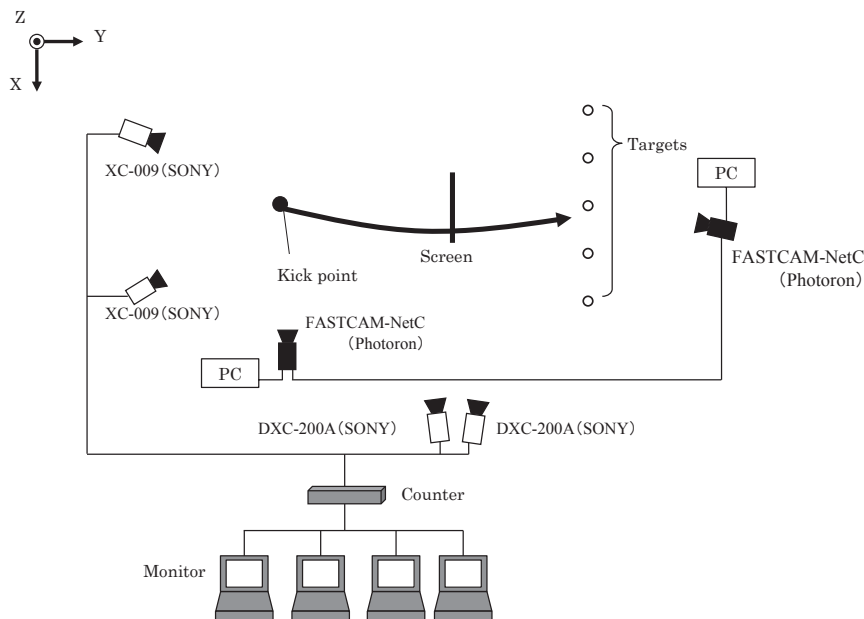 Z
Y
X
XC-009(SONY)
Targets
PC
Kick point
Screen
FASTCAM-NetC
(Photoron)
XC-009(SONY)
FASTCAM-NetC
(Photoron)
PC
DXC-200A(SONY)
DXC-200A(SONY)
Counter
Monitor